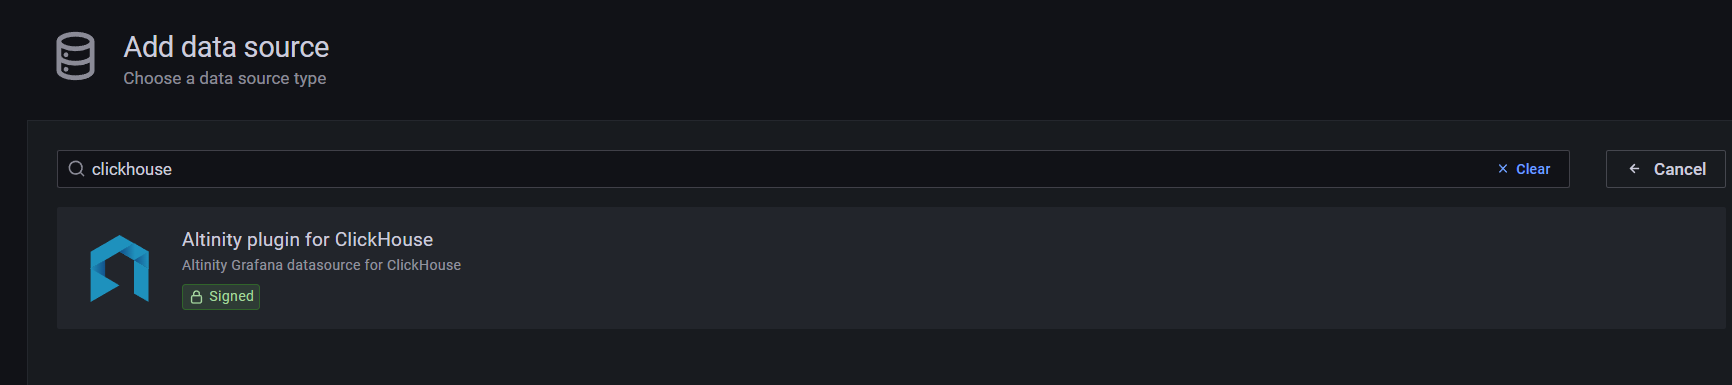 Add data source
Choose a data source type
clickhouse
Clear
Cancel
Altinity plugin for ClickHouse
Altinity Grafana datasource for ClickHouse
Signed